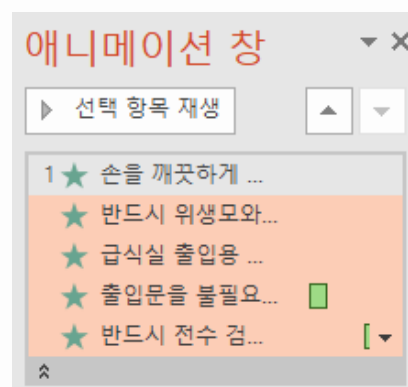 애니메이션 창
선택 항목 재생
1 손을 깨끗하게 ...
반드시 위생모와...
급식실 출입용 ...
출입문을 불필요...
반드시 전수 검...